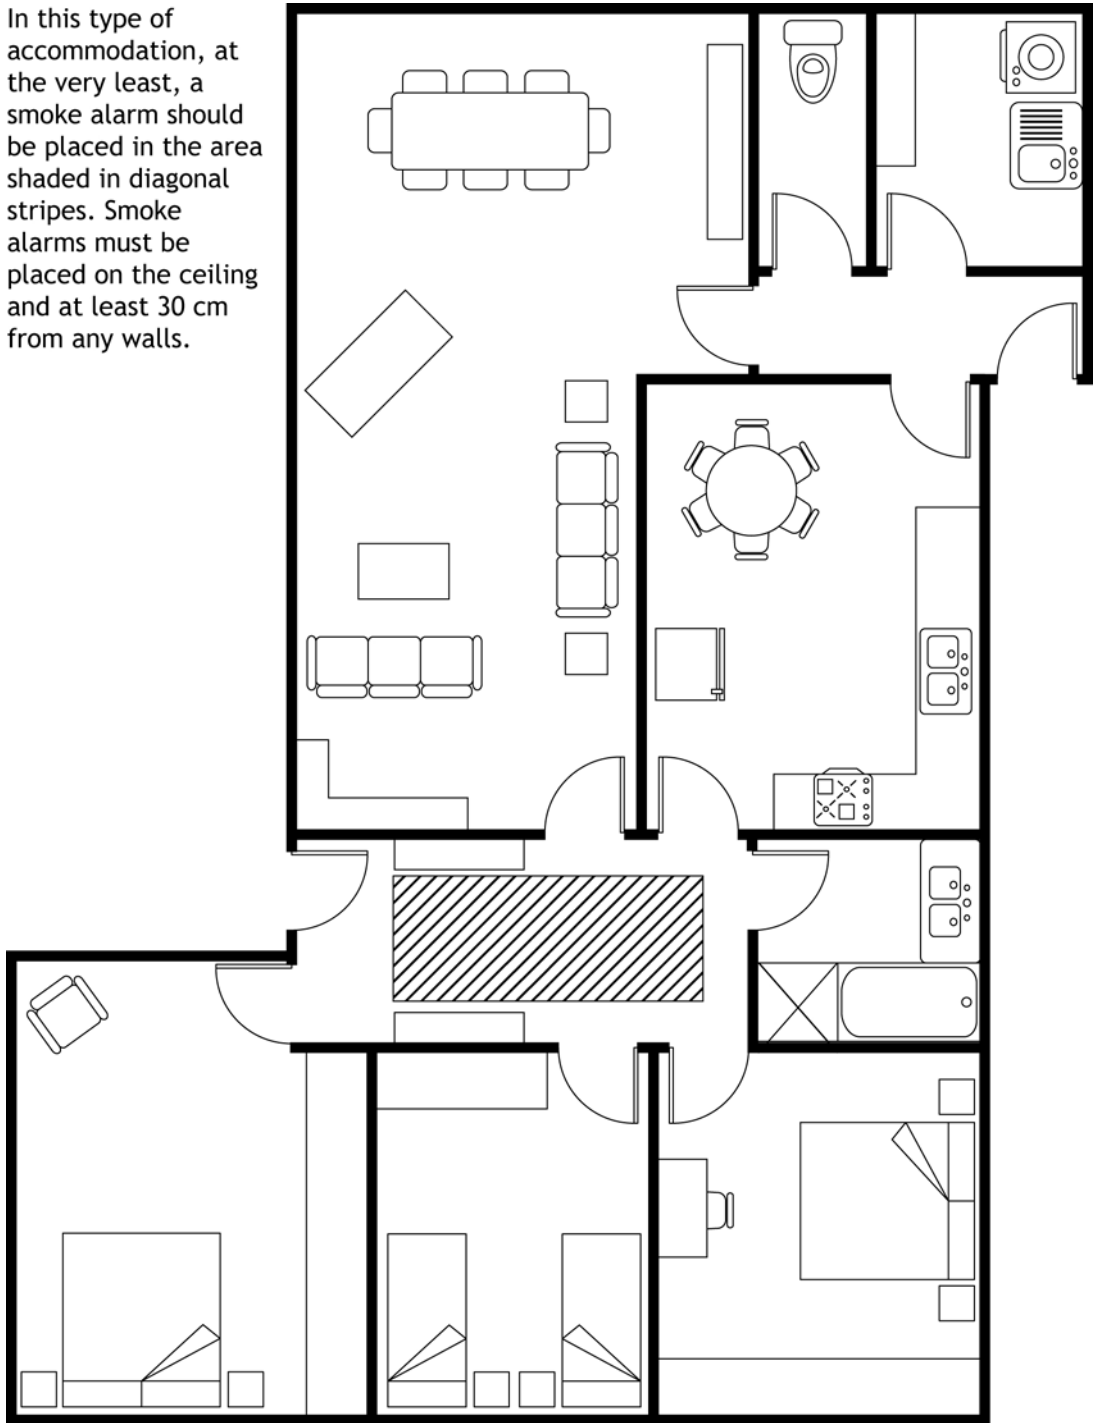 In this type of
accommodation, at
the very least, a
smoke alarm should
be placed in the area
shaded in diagonal
stripes. Smoke
alarms must be
placed on the ceiling
and at least 30 cm
from any walls.